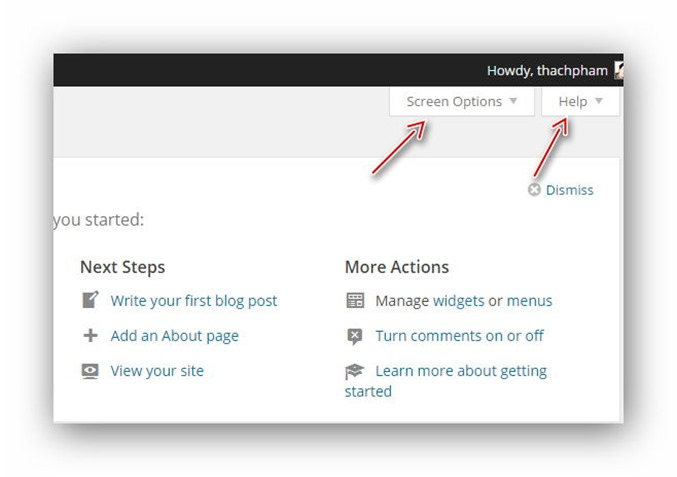 Howdy, thachpham
Screen Options
Help
Dismiss
you started:
Next Steps
Write your first blog post
Add an About page
View your site
More Actions
Manage widgets or menus
Turn comments on or off
Learn more about getting
started